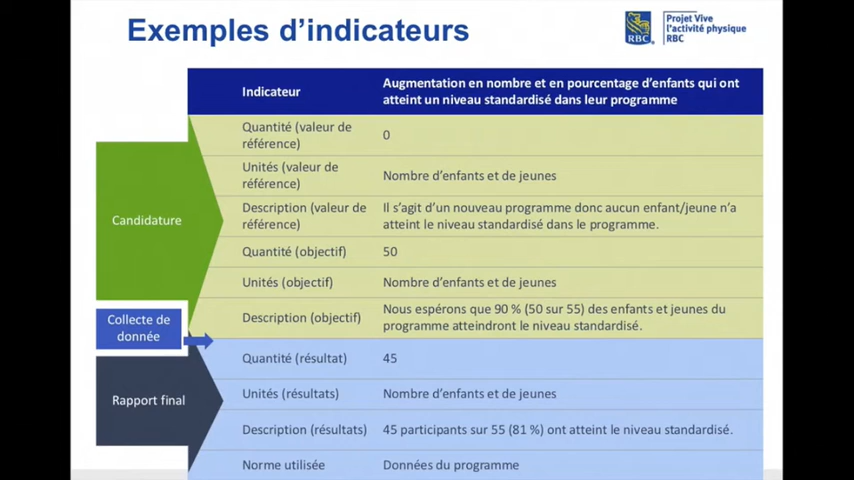 Exemples d'indicateurs
RBC®
Projet Vive
l'activité physique
RBC
Indicateur
Augmentation en nombre et en pourcentage d'enfants qui ont
atteint un niveau standardisé dans leur programme
Candidature
Quantité (valeur de
référence)
0
Unités (valeur de
référence)
Nombre d'enfants et de jeunes
Description (valeur de
référence)
Il s'agit d'un nouveau programme donc aucun enfant/jeune n'a
atteint le niveau standardisé dans le programme.
Quantité (objectif)
50
Unités (objectif)
Nombre d'enfants et de jeunes
Description (objectif)
Nous espérons que 90 % (50 sur 55) des enfants et jeunes du
programme atteindront le niveau standardisé.
Collecte de
donnée
Rapport final
Quantité (résultat)
45
Unités (résultats)
Nombre d'enfants et de jeunes
Description (résultats)
45 participants sur 55 (81 %) ont atteint le niveau standardisé.
Norme utilisée
Données du programme